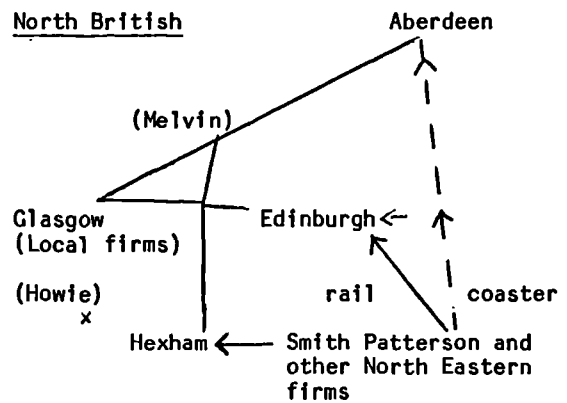 North British
Aberdeen
(Melvin)
Glasgow
(Local firms)
Edinburgh
(Howie)
x
rail
coaster
Hexham
Smith Patterson and
other North Eastern
firms